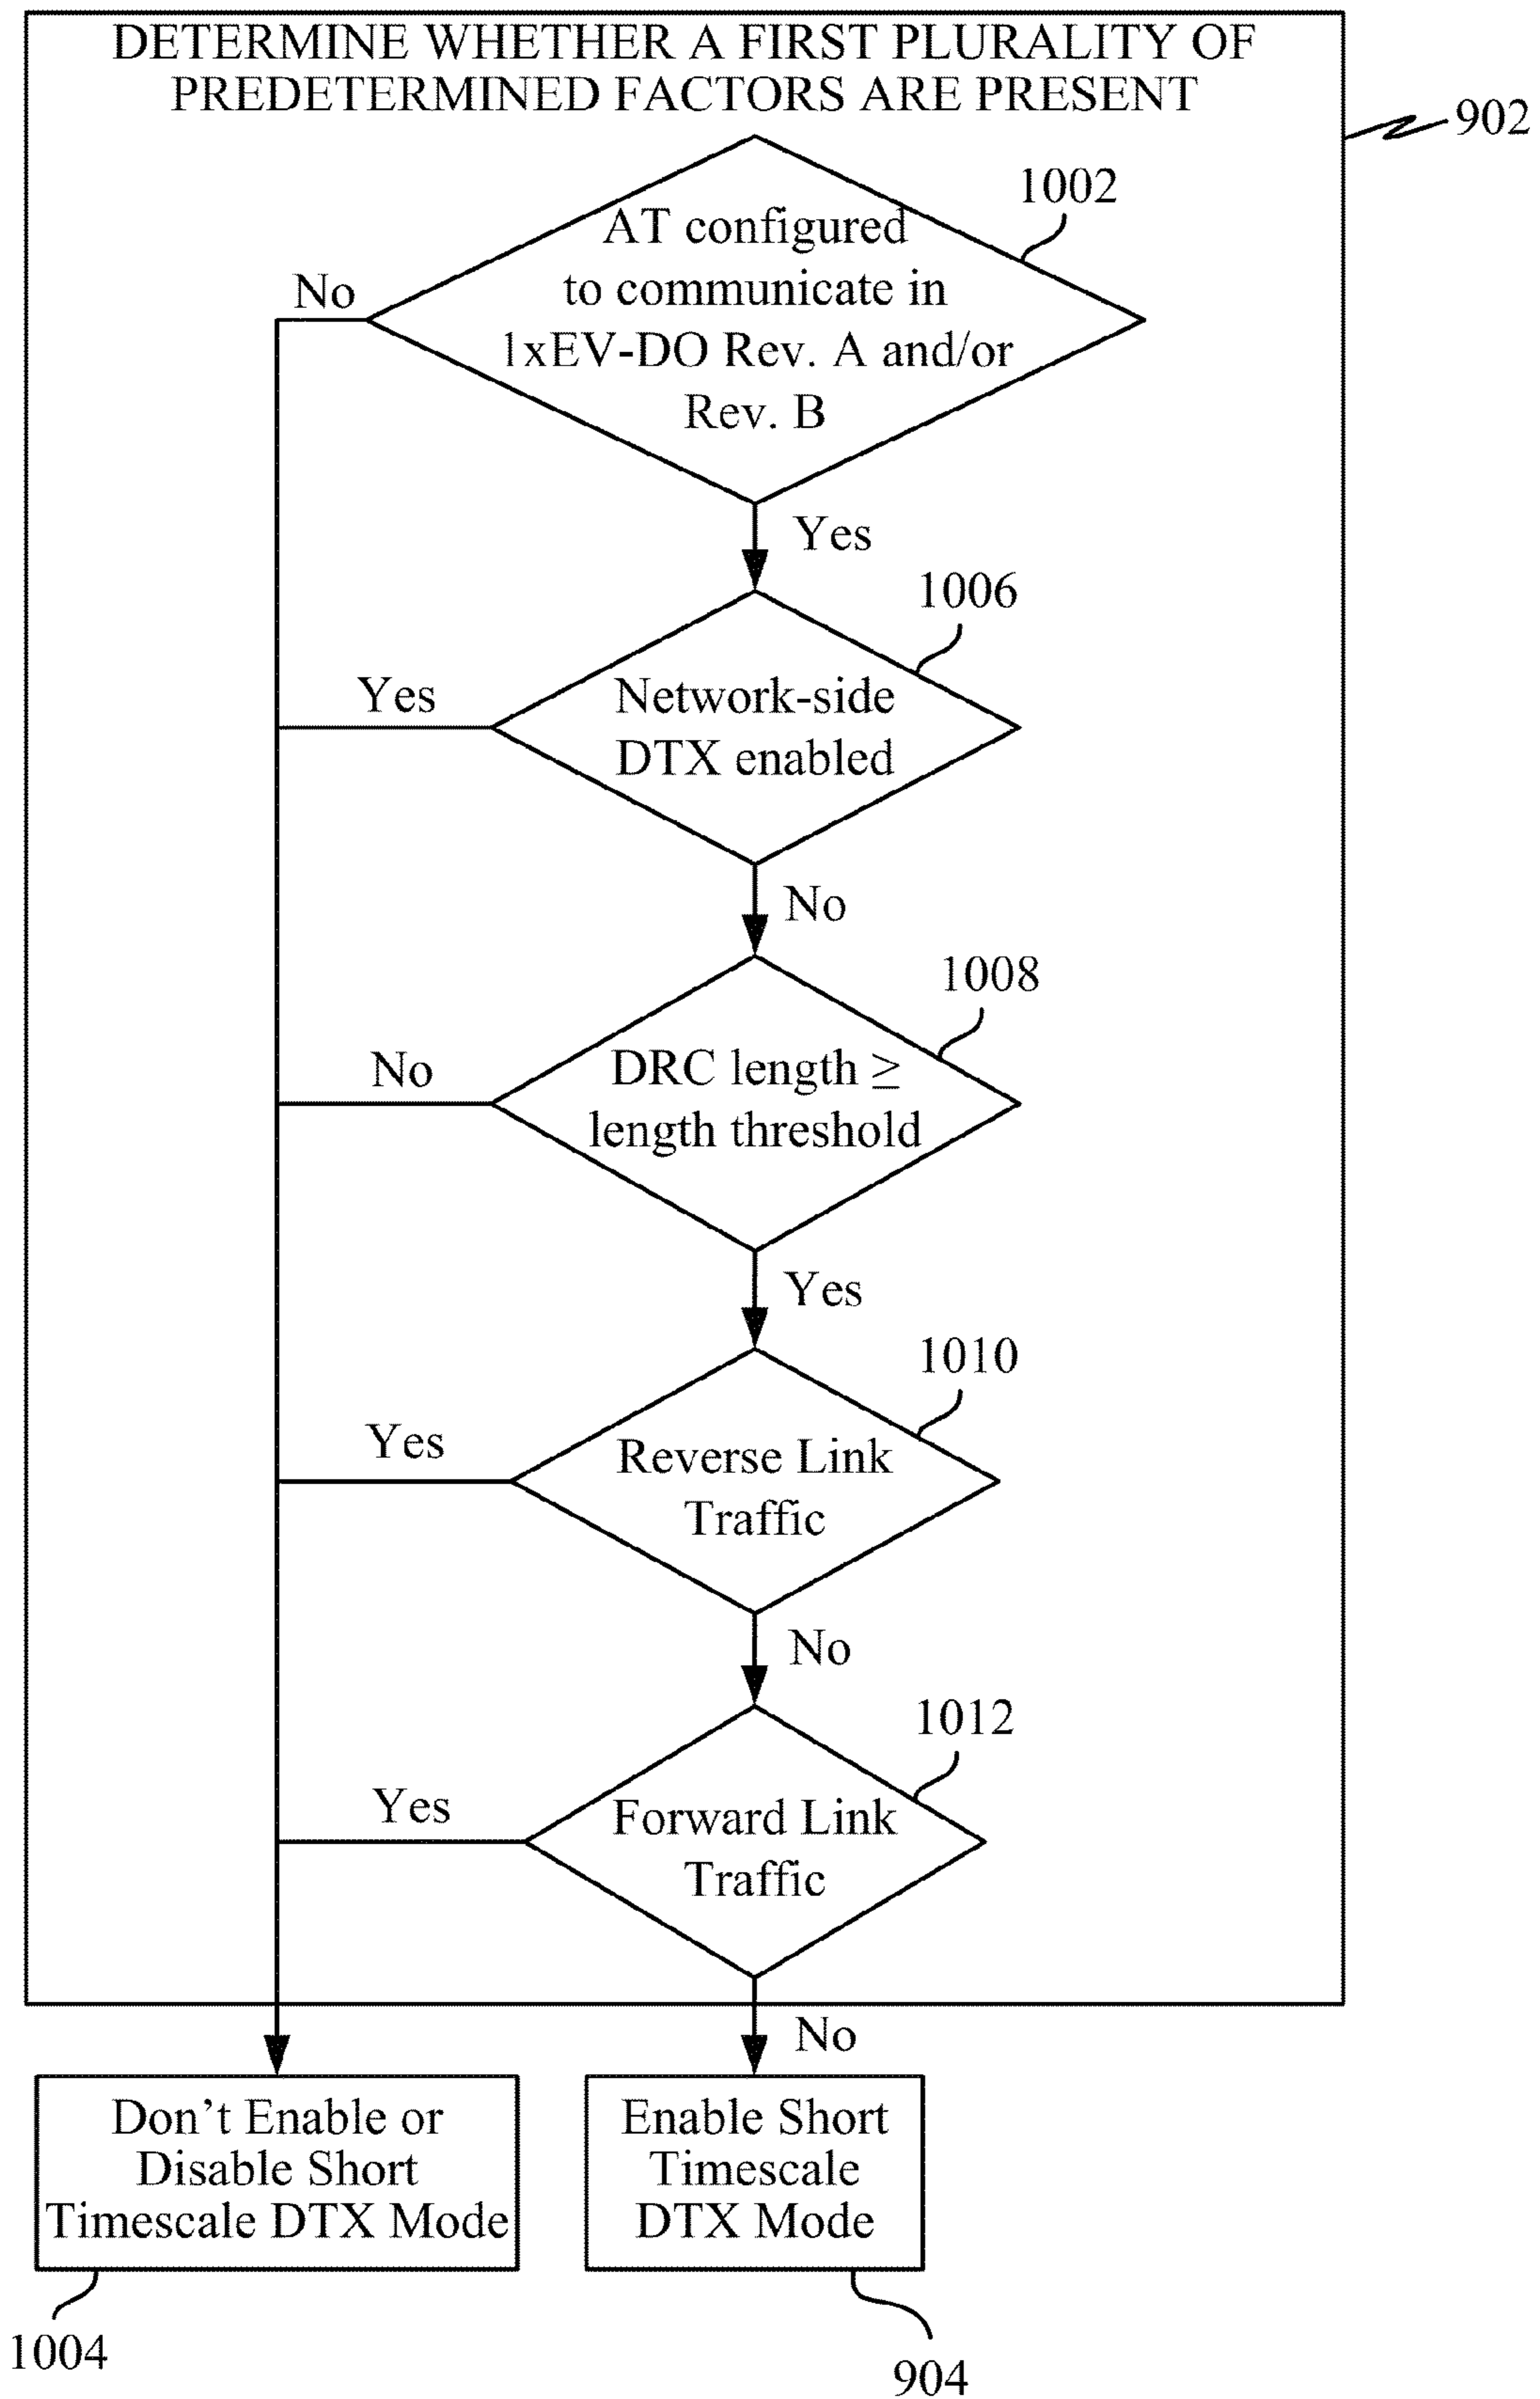 DETERMINE WHETHER A FIRST PLURALITY OF
PREDETERMINED FACTORS ARE PRESENT
902
1002
AT configured
to communicate in
1xEV-DO Rev. A and/or
Rev. B
No
Yes
1006
Network-side
DTX enabled
Yes
No
1008
DRC length ≥
length threshold
No
Yes
1010
Reverse Link
Traffic
Yes
No
1012
Forward Link
Traffic
Yes
No
Don't Enable or
Disable Short
Timescale DTX Mode
Enable Short
Timescale
DTX Mode
1004
904